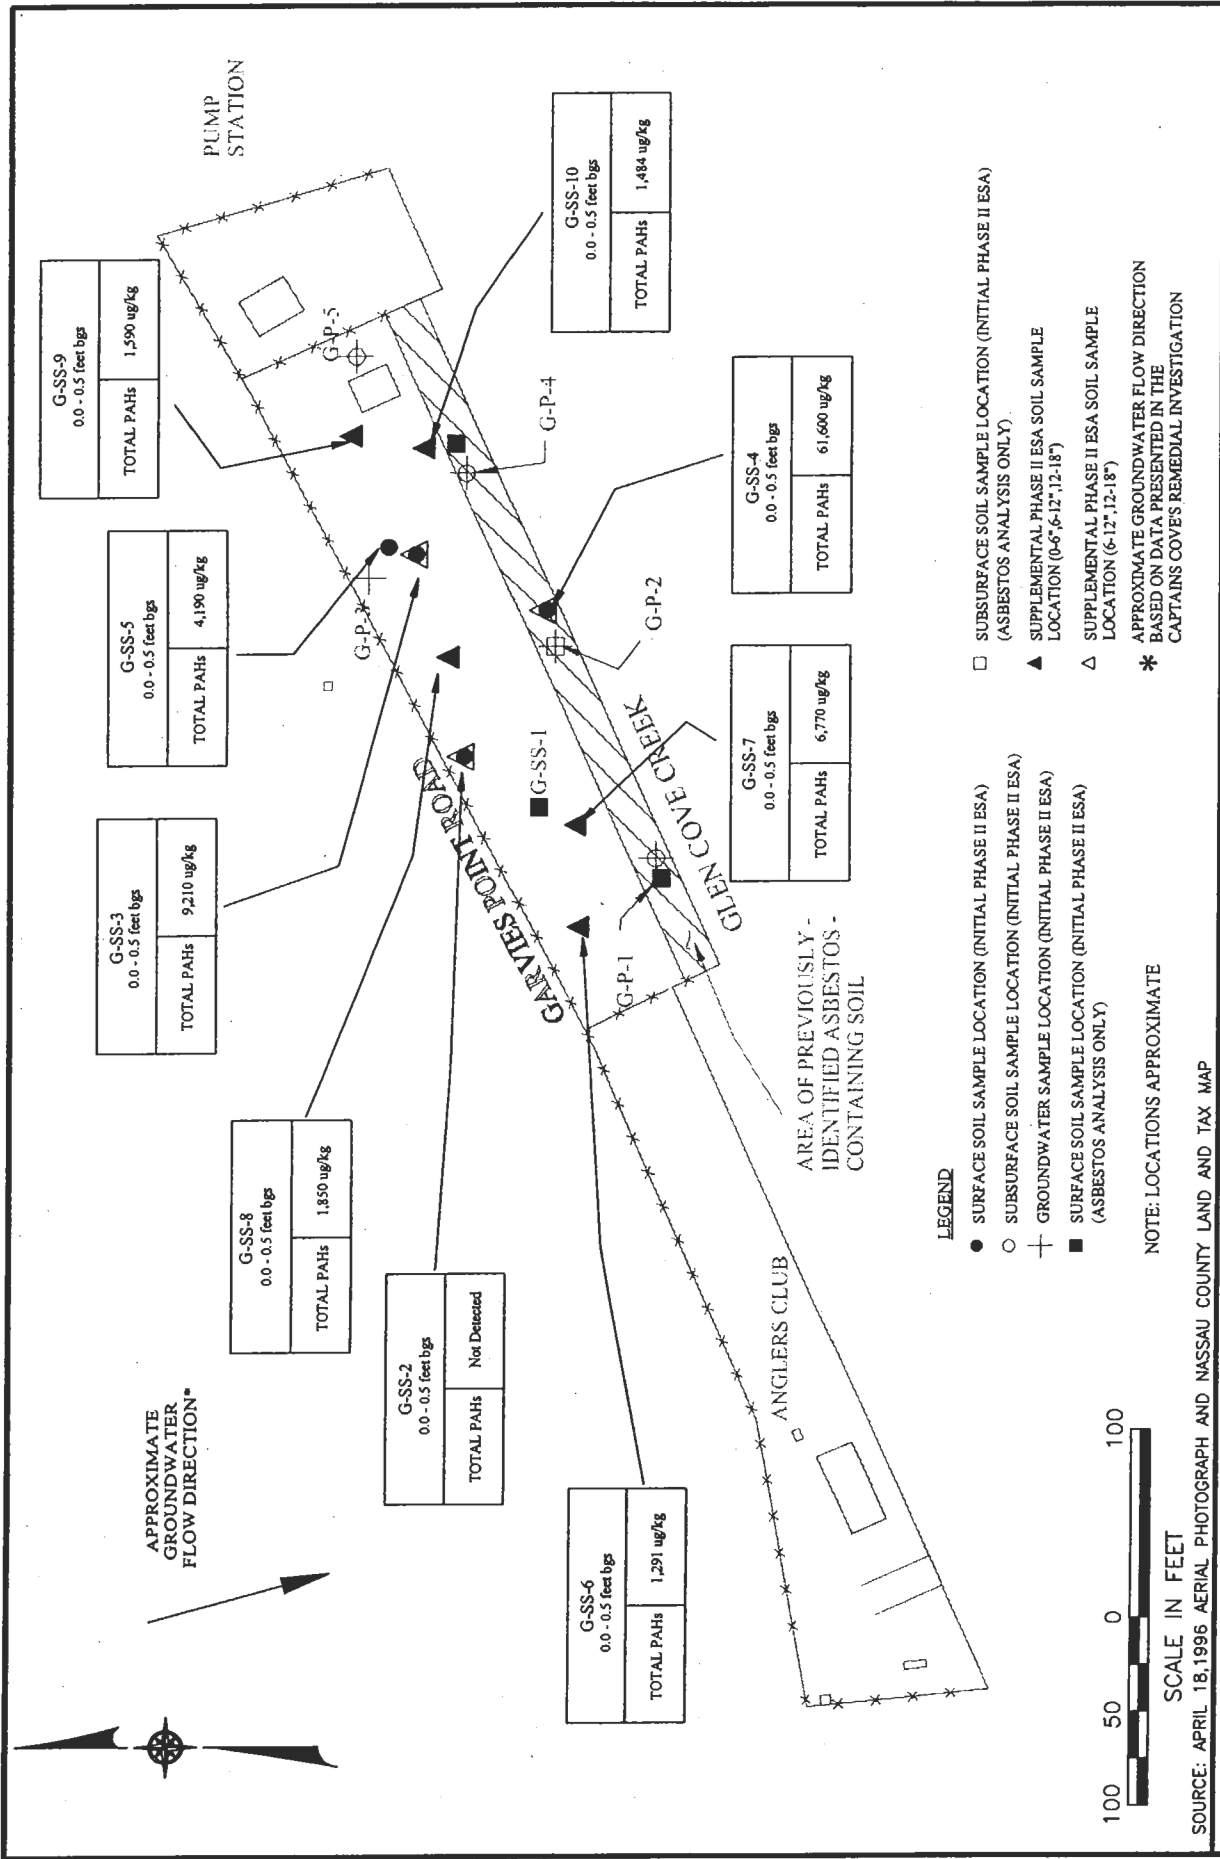 PUMP
STATION
G-SS-9
0.0 - 0.5 feet bgs
TOTAL PAHs
1,590 ug/kg
G-SS-10
0.0 - 0.5 feet bgs
TOTAL PAHs
1,484 ug/kg
G-SS-5
0.0 - 0.5 feet bgs
TOTAL PAHs
4,190 ug/kg
G-SS-4
0.0 - 0.5 feet bgs
TOTAL PAHs
61,600 ug/kg
G-SS-3
0.0 - 0.5 feet bgs
TOTAL PAHs
9,210 ug/kg
G-SS-7
0.0 - 0.5 feet bgs
TOTAL PAHs
6,770 ug/kg
G-SS-8
0.0 - 0.5 feet bgs
TOTAL PAHs
1,850 ug/kg
G-SS-2
0.0 - 0.5 feet bgs
TOTAL PAHs
Not Detected
G-SS-6
0.0 - 0.5 feet bgs
TOTAL PAHs
1,291 ug/kg
G-P-5
G-P-4
G-P-3
G-P-2
G-SS-1
G-P-1
GARVIES POINT ROAD
GLEN COVE CREEK
AREA OF PREVIOUSLY -
IDENTIFIED ASBESTOS -
CONTAINING SOIL
ANGLERS CLUB
APPROXIMATE
GROUNDWATER
FLOW DIRECTION*
LEGEND
SURFACE SOIL SAMPLE LOCATION (INITIAL PHASE II ESA)
SUBSURFACE SOIL SAMPLE LOCATION (INITIAL PHASE II ESA)
GROUNDWATER SAMPLE LOCATION (INITIAL PHASE II ESA)
SURFACE SOIL SAMPLE LOCATION (INITIAL PHASE II ESA)
(ASBESTOS ANALYSIS ONLY)
SUBSURFACE SOIL SAMPLE LOCATION (INITIAL PHASE II ESA)
(ASBESTOS ANALYSIS ONLY)
SUPPLEMENTAL PHASE II ESA SOIL SAMPLE
LOCATION (0-6",6-12",12-18")
SUPPLEMENTAL PHASE II ESA SOIL SAMPLE
LOCATION (6-12",12-18")
* APPROXIMATE GROUNDWATER FLOW DIRECTION
BASED ON DATA PRESENTED IN THE
CAPTAINS COVE'S REMEDIAL INVESTIGATION
NOTE: LOCATIONS APPROXIMATE
100 50 0 100
SCALE IN FEET
SOURCE: APRIL 18,1996 AERIAL PHOTOGRAPH AND NASSAU COUNTY LAND AND TAX MAP